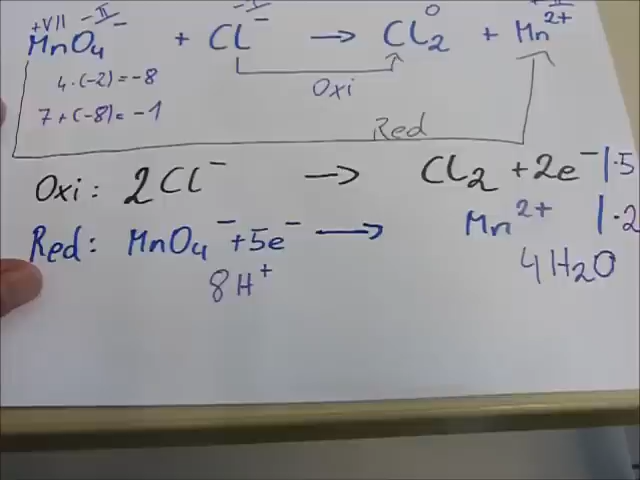 +VII -II
MnO₄⁻ + Cl⁻ → Cl₂ + Mn²⁺
-I 0 +II
4·(-2)=-8
Oxi
7+(-8)=-1
Red
Oxi: 2Cl⁻ → Cl₂ +2e⁻ |·5
Red: MnO₄⁻ +5e⁻ → Mn²⁺ |·2
8H⁺ 4H₂O